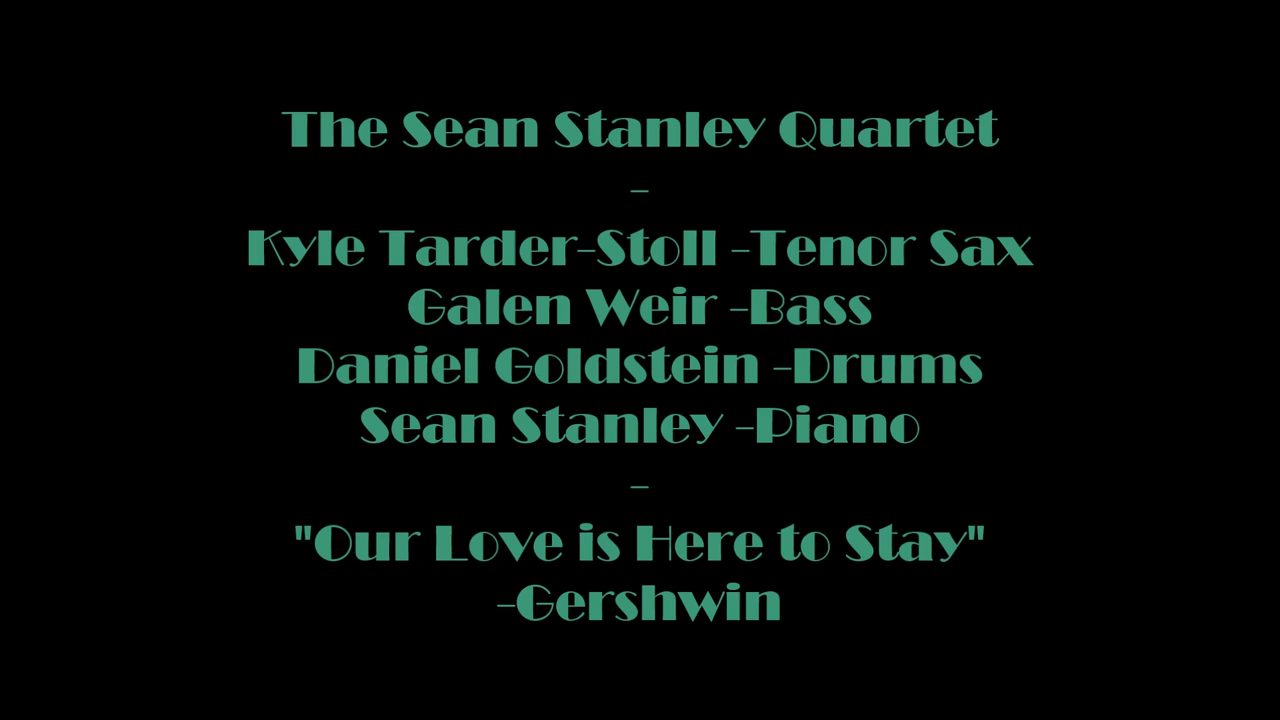 The Sean Stanley Quartet
-
Kyle Tarder-Stoll -Tenor Sax
Galen Weir -Bass
Daniel Goldstein -Drums
Sean Stanley -Piano
-
"Our Love is Here to Stay"
-Gershwin